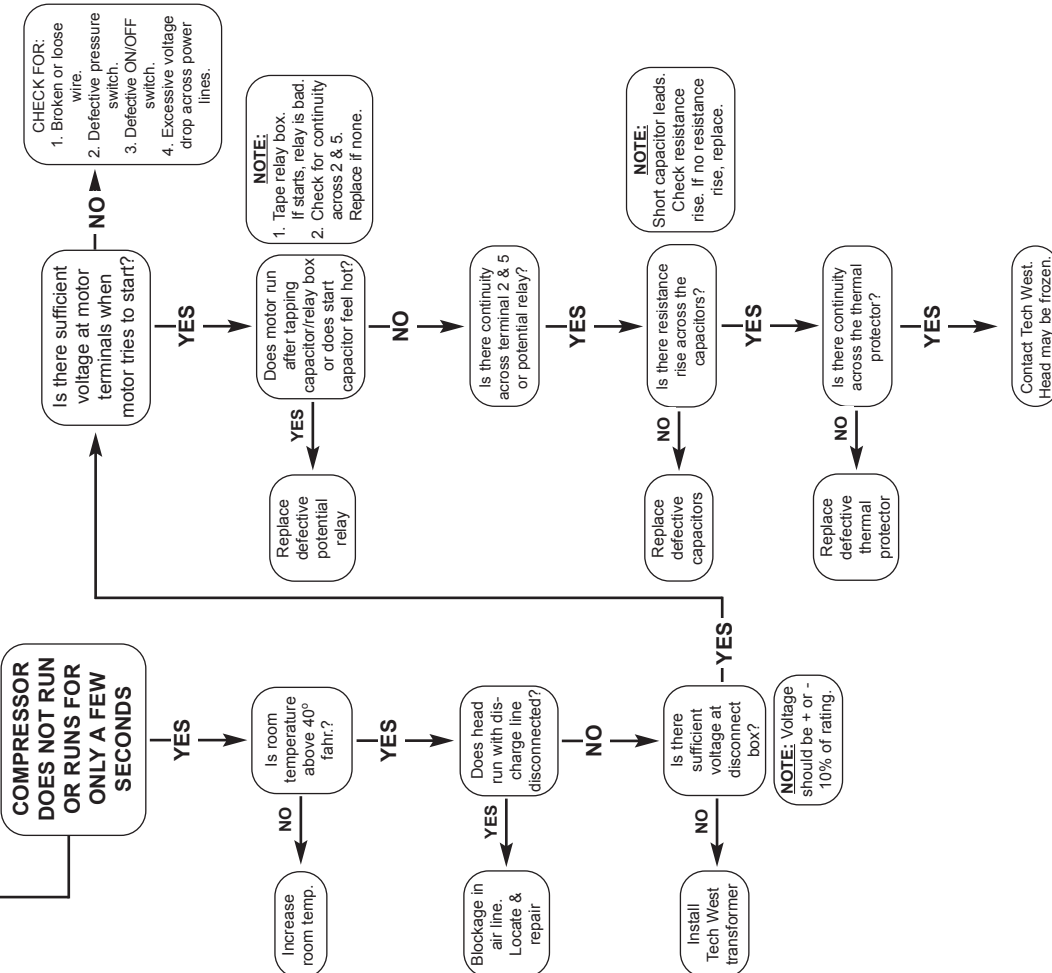 COMPRESSOR
DOES NOT RUN
OR RUNS FOR
ONLY A FEW
SECONDS
YES
Is room
temperature
above 40º
fahr.?
NO
Increase
room temp.
YES
Does head
run with dis-
charge line
disconnected?
YES
Blockage in
air line.
Locate &
repair
NO
Is there
sufficient
voltage at
disconnect
box?
NOTE: Voltage
should be + or -
10% of rating.
NO
Install
Tech West
transformer
YES
Is there sufficient
voltage at motor
terminals when
motor tries to start?
NO
CHECK FOR:
1. Broken or loose
wire.
2. Defective pressure
switch.
3. Defective ON/OFF
switch.
4. Excessive voltage
drop across power
lines.
YES
Does motor run
after tapping
capacitor/relay box
or does start
capacitor feel hot?
NOTE:
1. Tape relay box.
If starts, relay is bad.
2. Check for continuity
across 2 & 5.
Replace if none.
YES
Replace
defective
potential
relay
NO
Is there continuity
across terminal 2 & 5
or potential relay?
YES
Is there resistance
rise across the
capacitors?
NOTE:
Short capacitor leads.
Check resistance
rise. If no resistance
rise, replace.
NO
Replace
defective
capacitors
YES
Is there continuity
across the thermal
protector?
NO
Replace
defective
thermal
protector
YES
Contact Tech West.
Head may be frozen.